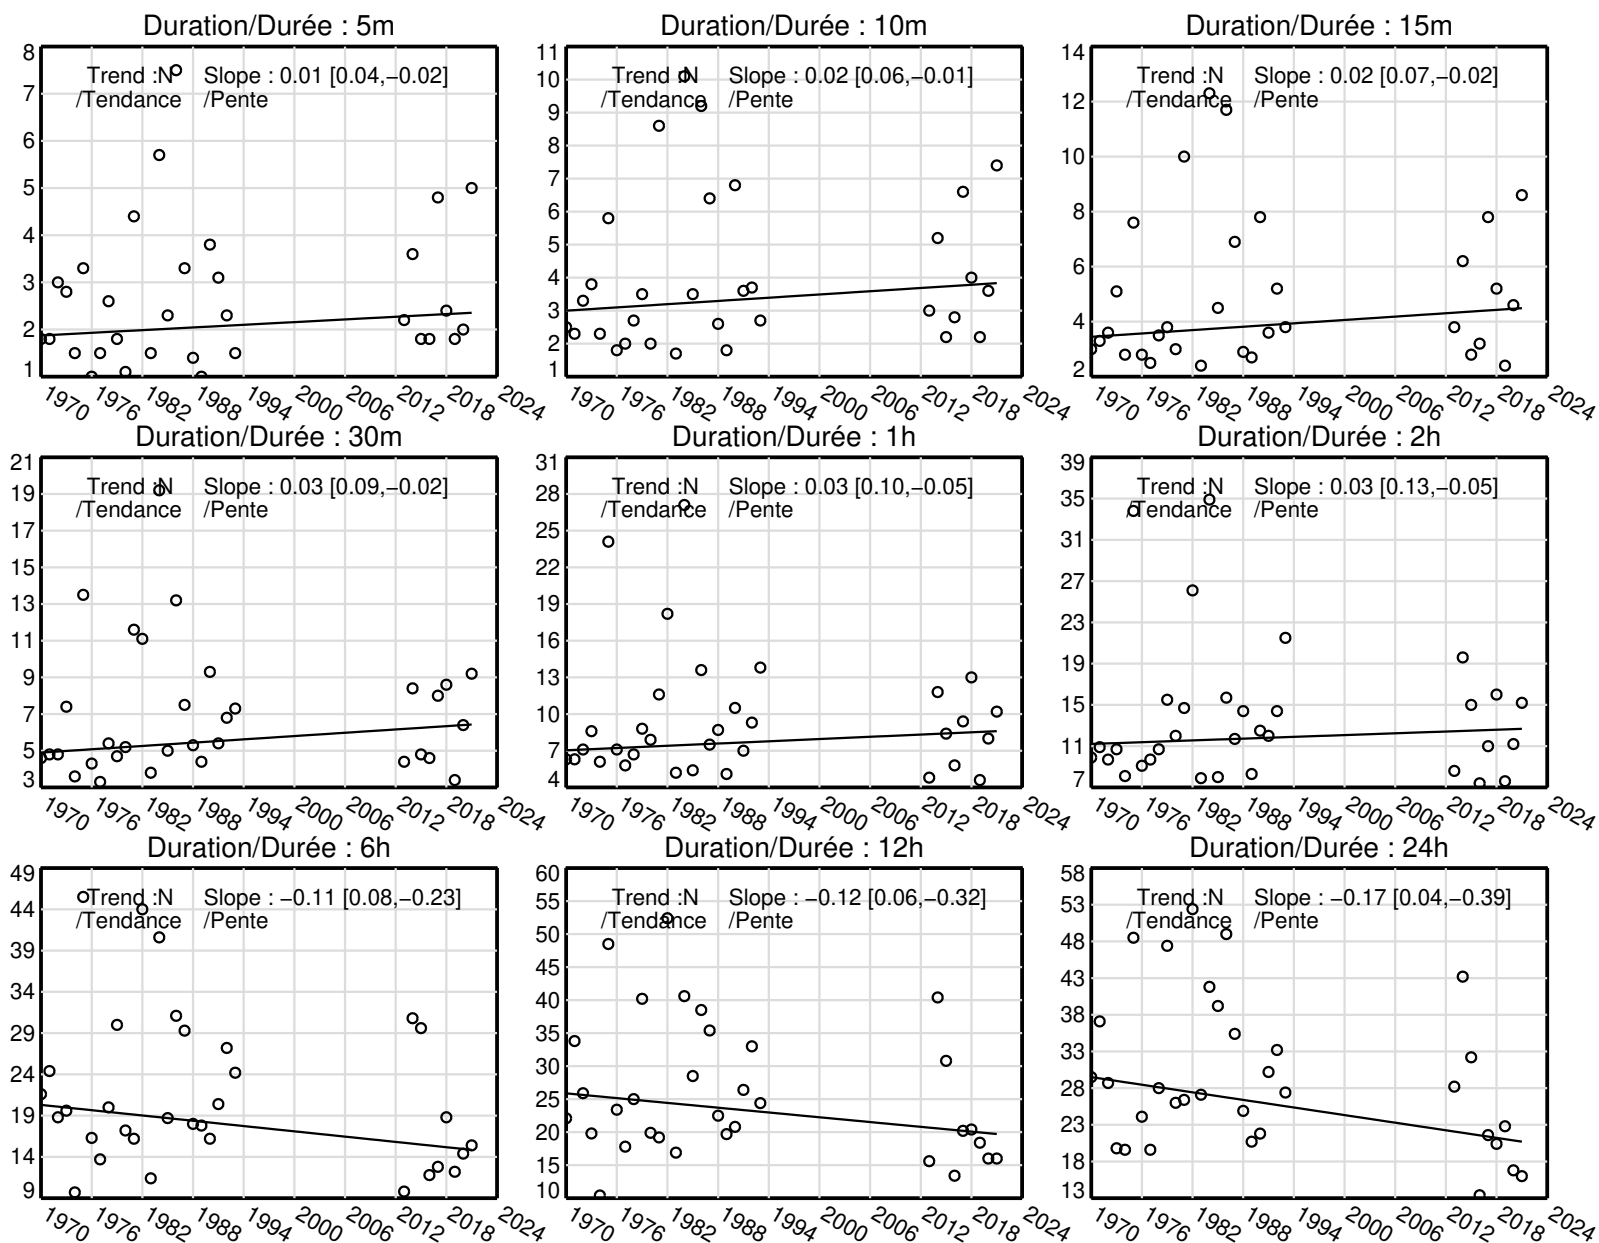 Duration/Durée : 5m
8
7
6
5
4
3
2
1
Trend :N Slope : 0.01 [0.04,−0.02]
/Tendance /Pente
1970 1976 1982 1988 1994 2000 2006 2012 2018 2024
Duration/Durée : 10m
11
10
9
8
7
6
5
4
3
2
1
Trend :N Slope : 0.02 [0.06,−0.01]
/Tendance /Pente
1970 1976 1982 1988 1994 2000 2006 2012 2018 2024
Duration/Durée : 15m
14
12
10
8
6
4
2
Trend :N Slope : 0.02 [0.07,−0.02]
/Tendance /Pente
1970 1976 1982 1988 1994 2000 2006 2012 2018 2024
Duration/Durée : 30m
21
19
17
15
13
11
9
7
5
3
Trend :N Slope : 0.03 [0.09,−0.02]
/Tendance /Pente
1970 1976 1982 1988 1994 2000 2006 2012 2018 2024
Duration/Durée : 1h
31
28
25
22
19
16
13
10
7
4
Trend :N Slope : 0.03 [0.10,−0.05]
/Tendance /Pente
1970 1976 1982 1988 1994 2000 2006 2012 2018 2024
Duration/Durée : 2h
39
35
31
27
23
19
15
11
7
Trend :N Slope : 0.03 [0.13,−0.05]
/Tendance /Pente
1970 1976 1982 1988 1994 2000 2006 2012 2018 2024
Duration/Durée : 6h
49
44
39
34
29
24
19
14
9
Trend :N Slope : −0.11 [0.08,−0.23]
/Tendance /Pente
1970 1976 1982 1988 1994 2000 2006 2012 2018 2024
Duration/Durée : 12h
60
55
50
45
40
35
30
25
20
15
10
Trend :N Slope : −0.12 [0.06,−0.32]
/Tendance /Pente
1970 1976 1982 1988 1994 2000 2006 2012 2018 2024
Duration/Durée : 24h
58
53
48
43
38
33
28
23
18
13
Trend :N Slope : −0.17 [0.04,−0.39]
/Tendance /Pente
1970 1976 1982 1988 1994 2000 2006 2012 2018 2024